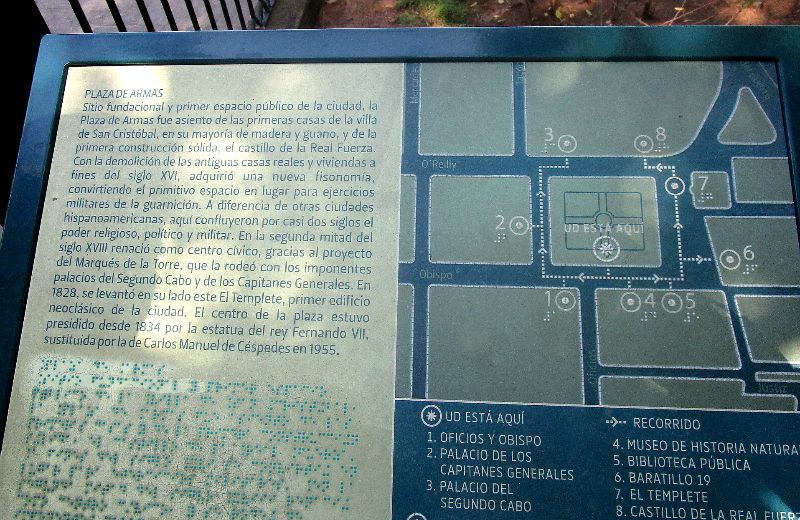 PLAZA DE ARMAS
Sitio fundacional y primer espacio público de la ciudad, la
Plaza de Armas fue asiento de las primeras casas de la villa
de San Cristóbal, en su mayoría de madera y guano, y de la
primera construcción sólida, el castillo de la Real Fuerza.
Con la demolición de las antiguas casas reales y viviendas a
fines del siglo XVI, adquirió una nueva fisonomía,
convirtiendo el primitivo espacio en lugar para ejercicios
militares de la guarnición. A diferencia de otras ciudades
hispanoamericanas, aquí confluyeron por casi dos siglos el
poder religioso, político y militar. En la segunda mitad del
siglo XVIII renació como centro cívico, gracias al proyecto
del Marqués de la Torre, que la rodeó con los imponentes
palacios del Segundo Cabo y de los Capitanes Generales. En
1828, se levantó en su lado este El Templete, primer edificio
neoclásico de la ciudad. El centro de la plaza estuvo
presidido desde 1834 por la estatua del rey Fernando VII,
sustituida por la de Carlos Manuel de Céspedes en 1955.
3
8
O'Reilly
7
2
UD ESTÁ AQUÍ
6
Obispo
1
4
5
UD ESTÁ AQUÍ
1. OFICIOS Y OBISPO
2. PALACIO DE LOS
CAPITANES GENERALES
3. PALACIO DEL
SEGUNDO CABO
RECORRIDO
4. MUSEO DE HISTORIA NATURA
5. BIBLIOTECA PÚBLICA
6. BARATILLO 19
7. EL TEMPLETE
8. CASTILLO DE LA REAL FUERZ